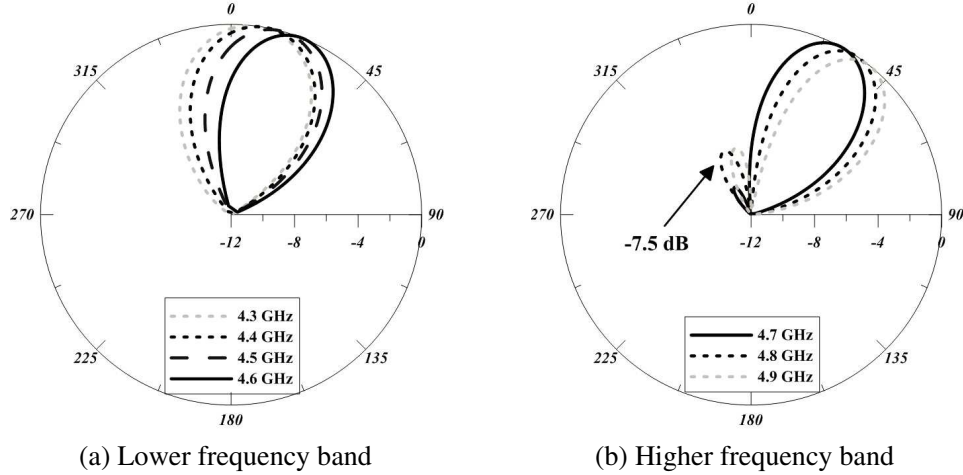 0
315
45
270
90
-12
-8
-4
0
225
135
180
4.3 GHz
4.4 GHz
4.5 GHz
4.6 GHz
(a) Lower frequency band
0
315
45
270
90
-12
-8
-4
0
-7.5 dB
225
135
180
4.7 GHz
4.8 GHz
4.9 GHz
(b) Higher frequency band